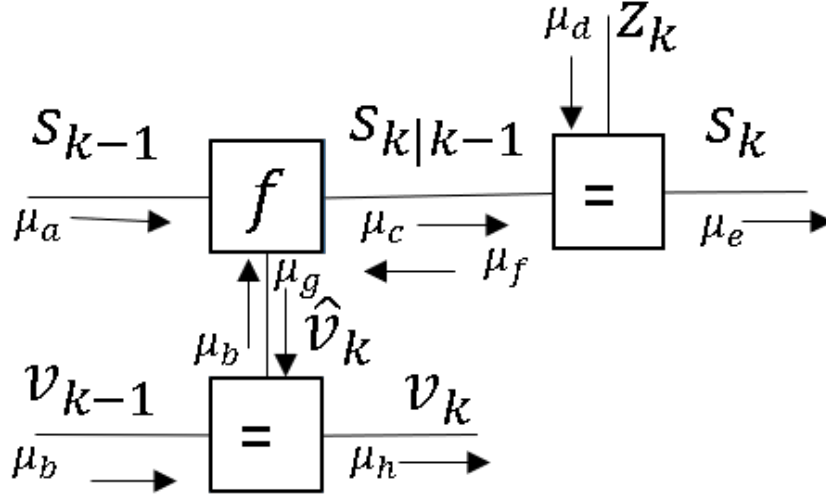 μ_d Z_k
S_{k-1} S_{k|k-1} S_k
f =
μ_a μ_c μ_f μ_e
μ_g
μ_b v̂_k
v_{k-1} v_k
=
μ_b μ_h